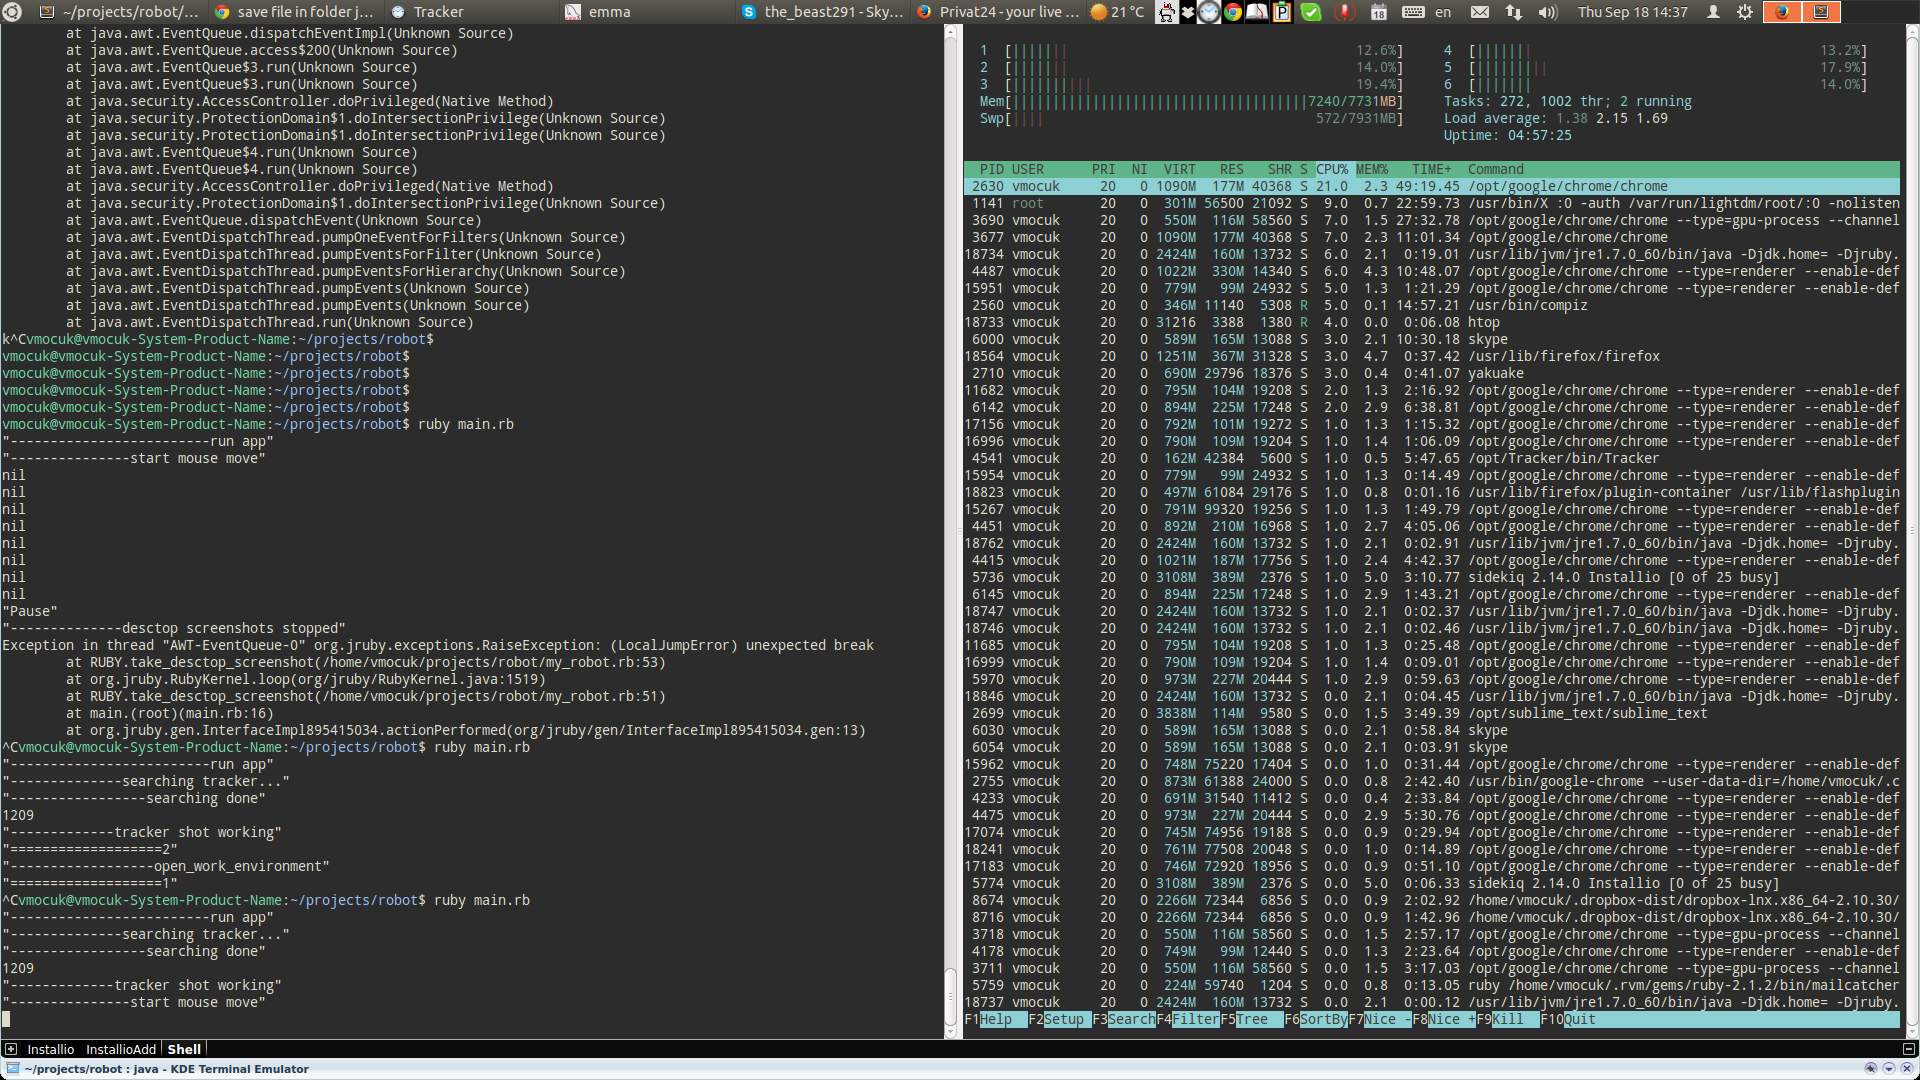 ~/projects/robot/...
save file in folder j...
Tracker
emma
the_beast291 - Sky...
Privat24 - your live ...
21 °C
18
en
Thu Sep 18 14:37
at java.awt.EventQueue.dispatchEventImpl(Unknown Source)
at java.awt.EventQueue.access$200(Unknown Source)
at java.awt.EventQueue$3.run(Unknown Source)
at java.awt.EventQueue$3.run(Unknown Source)
at java.security.AccessController.doPrivileged(Native Method)
at java.security.ProtectionDomain$1.doIntersectionPrivilege(Unknown Source)
at java.security.ProtectionDomain$1.doIntersectionPrivilege(Unknown Source)
at java.awt.EventQueue$4.run(Unknown Source)
at java.awt.EventQueue$4.run(Unknown Source)
at java.security.AccessController.doPrivileged(Native Method)
at java.security.ProtectionDomain$1.doIntersectionPrivilege(Unknown Source)
at java.awt.EventQueue.dispatchEvent(Unknown Source)
at java.awt.EventDispatchThread.pumpOneEventForFilters(Unknown Source)
at java.awt.EventDispatchThread.pumpEventsForFilter(Unknown Source)
at java.awt.EventDispatchThread.pumpEventsForHierarchy(Unknown Source)
at java.awt.EventDispatchThread.pumpEvents(Unknown Source)
at java.awt.EventDispatchThread.pumpEvents(Unknown Source)
at java.awt.EventDispatchThread.run(Unknown Source)
k^Cvmocuk@vmocuk-System-Product-Name:~/projects/robot$
vmocuk@vmocuk-System-Product-Name:~/projects/robot$
vmocuk@vmocuk-System-Product-Name:~/projects/robot$
vmocuk@vmocuk-System-Product-Name:~/projects/robot$
vmocuk@vmocuk-System-Product-Name:~/projects/robot$
vmocuk@vmocuk-System-Product-Name:~/projects/robot$ ruby main.rb
"-------------------------run app"
"---------------start mouse move"
nil
nil
nil
nil
nil
nil
nil
nil
"Pause"
"--------------desctop screenshots stopped"
Exception in thread "AWT-EventQueue-0" org.jruby.exceptions.RaiseException: (LocalJumpError) unexpected break
at RUBY.take_desctop_screenshot(/home/vmocuk/projects/robot/my_robot.rb:53)
at org.jruby.RubyKernel.loop(org/jruby/RubyKernel.java:1519)
at RUBY.take_desctop_screenshot(/home/vmocuk/projects/robot/my_robot.rb:51)
at main.(root)(main.rb:16)
at org.jruby.gen.InterfaceImpl895415034.actionPerformed(org/jruby/gen/InterfaceImpl895415034.gen:13)
^Cvmocuk@vmocuk-System-Product-Name:~/projects/robot$ ruby main.rb
"-------------------------run app"
"--------------searching tracker..."
"-----------------searching done"
1209
"-------------tracker shot working"
"===================2"
"------------------open_work_environment"
"===================1"
^Cvmocuk@vmocuk-System-Product-Name:~/projects/robot$ ruby main.rb
"-------------------------run app"
"--------------searching tracker..."
"-----------------searching done"
1209
"-------------tracker shot working"
"---------------start mouse move"
1 [||||||| 12.6%] 4 [||||||| 13.2%]
2 [||||||| 14.0%] 5 [||||||||| 17.9%]
3 [|||||||||| 19.4%] 6 [||||||| 14.0%]
Mem[|||||||||||||||||||||||||||||||||||||7240/7731MB] Tasks: 272, 1002 thr; 2 running
Swp[|||| 572/7931MB] Load average: 1.38 2.15 1.69
Uptime: 04:57:25
PID USER PRI NI VIRT RES SHR S CPU% MEM% TIME+ Command
2630 vmocuk 20 0 1090M 177M 40368 S 21.0 2.3 49:19.45 /opt/google/chrome/chrome
1141 root 20 0 301M 56500 21092 S 9.0 0.7 22:59.73 /usr/bin/X :0 -auth /var/run/lightdm/root/:0 -nolisten
3690 vmocuk 20 0 550M 116M 58560 S 7.0 1.5 27:32.78 /opt/google/chrome/chrome --type=gpu-process --channel
3677 vmocuk 20 0 1090M 177M 40368 S 7.0 2.3 11:01.34 /opt/google/chrome/chrome
18734 vmocuk 20 0 2424M 160M 13732 S 6.0 2.1 0:19.01 /usr/lib/jvm/jre1.7.0_60/bin/java -Djdk.home= -Djruby.
4487 vmocuk 20 0 1022M 330M 14340 S 6.0 4.3 10:48.07 /opt/google/chrome/chrome --type=renderer --enable-def
15951 vmocuk 20 0 779M 99M 24932 S 5.0 1.3 1:21.29 /opt/google/chrome/chrome --type=renderer --enable-def
2560 vmocuk 20 0 346M 11140 5308 R 5.0 0.1 14:57.21 /usr/bin/compiz
18733 vmocuk 20 0 31216 3388 1380 R 4.0 0.0 0:06.08 htop
6000 vmocuk 20 0 589M 165M 13088 S 3.0 2.1 10:30.18 skype
18564 vmocuk 20 0 1251M 367M 31328 S 3.0 4.7 0:37.42 /usr/lib/firefox/firefox
2710 vmocuk 20 0 690M 29796 18376 S 3.0 0.4 0:41.07 yakuake
11682 vmocuk 20 0 795M 104M 19208 S 2.0 1.3 2:16.92 /opt/google/chrome/chrome --type=renderer --enable-def
6142 vmocuk 20 0 894M 225M 17248 S 2.0 2.9 6:38.81 /opt/google/chrome/chrome --type=renderer --enable-def
17156 vmocuk 20 0 792M 101M 19272 S 1.0 1.3 1:15.32 /opt/google/chrome/chrome --type=renderer --enable-def
16996 vmocuk 20 0 790M 109M 19204 S 1.0 1.4 1:06.09 /opt/google/chrome/chrome --type=renderer --enable-def
4541 vmocuk 20 0 162M 42384 5600 S 1.0 0.5 5:47.65 /opt/Tracker/bin/Tracker
15954 vmocuk 20 0 779M 99M 24932 S 1.0 1.3 0:14.49 /opt/google/chrome/chrome --type=renderer --enable-def
18823 vmocuk 20 0 497M 61084 29176 S 1.0 0.8 0:01.16 /usr/lib/firefox/plugin-container /usr/lib/flashplugin
15267 vmocuk 20 0 791M 99320 19256 S 1.0 1.3 1:49.79 /opt/google/chrome/chrome --type=renderer --enable-def
4451 vmocuk 20 0 892M 210M 16968 S 1.0 2.7 4:05.06 /opt/google/chrome/chrome --type=renderer --enable-def
18762 vmocuk 20 0 2424M 160M 13732 S 1.0 2.1 0:02.91 /usr/lib/jvm/jre1.7.0_60/bin/java -Djdk.home= -Djruby.
4415 vmocuk 20 0 1021M 187M 17756 S 1.0 2.4 4:42.37 /opt/google/chrome/chrome --type=renderer --enable-def
5736 vmocuk 20 0 3108M 389M 2376 S 1.0 5.0 3:10.77 sidekiq 2.14.0 Installio [0 of 25 busy]
6145 vmocuk 20 0 894M 225M 17248 S 1.0 2.9 1:43.21 /opt/google/chrome/chrome --type=renderer --enable-def
18747 vmocuk 20 0 2424M 160M 13732 S 1.0 2.1 0:02.37 /usr/lib/jvm/jre1.7.0_60/bin/java -Djdk.home= -Djruby.
18746 vmocuk 20 0 2424M 160M 13732 S 1.0 2.1 0:02.46 /usr/lib/jvm/jre1.7.0_60/bin/java -Djdk.home= -Djruby.
11685 vmocuk 20 0 795M 104M 19208 S 1.0 1.3 0:25.48 /opt/google/chrome/chrome --type=renderer --enable-def
16999 vmocuk 20 0 790M 109M 19204 S 1.0 1.4 0:09.01 /opt/google/chrome/chrome --type=renderer --enable-def
5970 vmocuk 20 0 973M 227M 20444 S 1.0 2.9 0:59.63 /opt/google/chrome/chrome --type=renderer --enable-def
18846 vmocuk 20 0 2424M 160M 13732 S 0.0 2.1 0:04.45 /usr/lib/jvm/jre1.7.0_60/bin/java -Djdk.home= -Djruby.
2699 vmocuk 20 0 3838M 114M 9580 S 0.0 1.5 3:49.39 /opt/sublime_text/sublime_text
6030 vmocuk 20 0 589M 165M 13088 S 0.0 2.1 0:58.84 skype
6054 vmocuk 20 0 589M 165M 13088 S 0.0 2.1 0:03.91 skype
15962 vmocuk 20 0 748M 75220 17404 S 0.0 1.0 0:31.44 /opt/google/chrome/chrome --type=renderer --enable-def
2755 vmocuk 20 0 873M 61388 24000 S 0.0 0.8 2:42.40 /usr/bin/google-chrome --user-data-dir=/home/vmocuk/.c
4233 vmocuk 20 0 691M 31540 11412 S 0.0 0.4 2:33.84 /opt/google/chrome/chrome --type=renderer --enable-def
4475 vmocuk 20 0 973M 227M 20444 S 0.0 2.9 5:30.76 /opt/google/chrome/chrome --type=renderer --enable-def
17074 vmocuk 20 0 745M 74956 19188 S 0.0 0.9 0:29.94 /opt/google/chrome/chrome --type=renderer --enable-def
18241 vmocuk 20 0 761M 77508 20048 S 0.0 1.0 0:14.89 /opt/google/chrome/chrome --type=renderer --enable-def
17183 vmocuk 20 0 746M 72920 18956 S 0.0 0.9 0:51.10 /opt/google/chrome/chrome --type=renderer --enable-def
5774 vmocuk 20 0 3108M 389M 2376 S 0.0 5.0 0:06.33 sidekiq 2.14.0 Installio [0 of 25 busy]
8674 vmocuk 20 0 2266M 72344 6856 S 0.0 0.9 2:02.92 /home/vmocuk/.dropbox-dist/dropbox-lnx.x86_64-2.10.30/
8716 vmocuk 20 0 2266M 72344 6856 S 0.0 0.9 1:42.96 /home/vmocuk/.dropbox-dist/dropbox-lnx.x86_64-2.10.30/
3718 vmocuk 20 0 550M 116M 58560 S 0.0 1.5 2:57.17 /opt/google/chrome/chrome --type=gpu-process --channel
4178 vmocuk 20 0 749M 99M 12440 S 0.0 1.3 2:23.64 /opt/google/chrome/chrome --type=renderer --enable-def
3711 vmocuk 20 0 550M 116M 58560 S 0.0 1.5 3:17.03 /opt/google/chrome/chrome --type=gpu-process --channel
5759 vmocuk 20 0 224M 59740 1204 S 0.0 0.8 0:13.05 ruby /home/vmocuk/.rvm/gems/ruby-2.1.2/bin/mailcatcher
18737 vmocuk 20 0 2424M 160M 13732 S 0.0 2.1 0:00.12 /usr/lib/jvm/jre1.7.0_60/bin/java -Djdk.home= -Djruby.
F1Help F2Setup F3SearchF4FilterF5Tree F6SortByF7Nice -F8Nice +F9Kill F10Quit
Installio InstallioAdd Shell
~/projects/robot : java - KDE Terminal Emulator